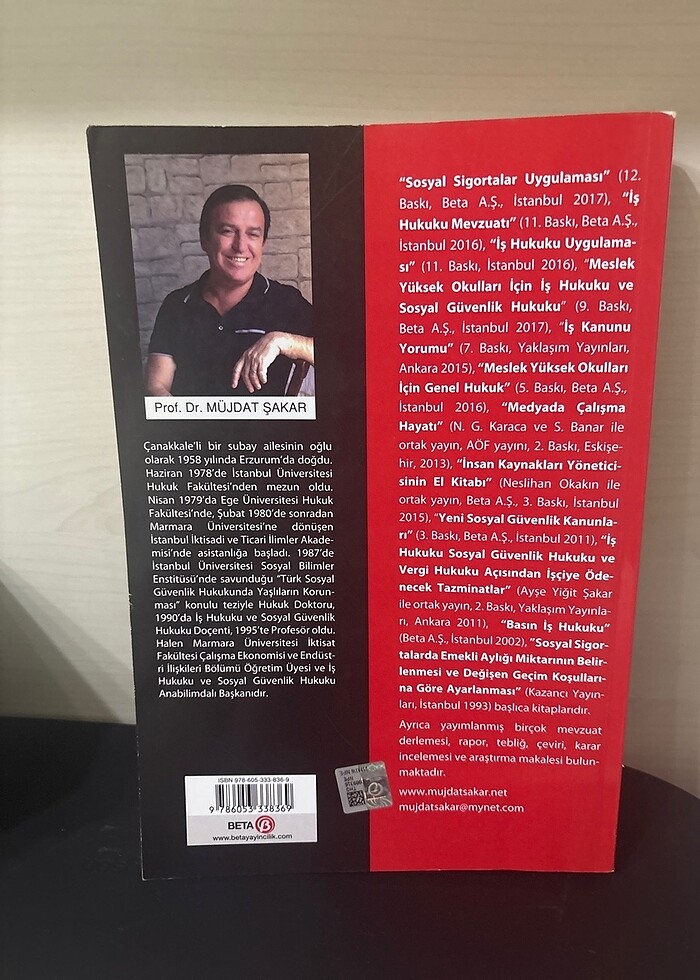 Prof. Dr. MÜJDAT ŞAKAR
Çanakkale'li bir subay ailesinin oğlu
olarak 1958 yılında Erzurum'da doğdu.
Haziran 1978'de İstanbul Üniversitesi
Hukuk Fakültesi'nden mezun oldu.
Nisan 1979'da Ege Üniversitesi Hukuk
Fakültesi'nde, Şubat 1980'de sonradan
Marmara Üniversitesi'ne dönüşen
İstanbul İktisadi ve Ticari İlimler Akade-
misi'nde asistanlığa başladı. 1987'de
İstanbul Üniversitesi Sosyal Bilimler
Enstitüsü'nde savunduğu "Türk Sosyal
Güvenlik Hukukunda Yaşlıların Korun-
ması" konulu teziyle Hukuk Doktoru,
1990'da İş Hukuku ve Sosyal Güvenlik
Hukuku Doçenti, 1995'te Profesör oldu.
Halen Marmara Üniversitesi İktisat
Fakültesi Çalışma Ekonomisi ve Endüst-
ri İlişkileri Bölümü Öğretim Üyesi ve İş
Hukuku ve Sosyal Güvenlik Hukuku
Anabilimdalı Başkanıdır.
ISBN 978-605-333-836-9
9 786053 338369
BETA
www.betayayincilik.com
"Sosyal Sigortalar Uygulaması" (12.
Baskı, Beta A.Ş., İstanbul 2017), "İş
Hukuku Mevzuatı" (11. Baskı, Beta A.Ş.,
İstanbul 2016), "İş Hukuku Uygulama-
sı" (11. Baskı, İstanbul 2016), "Meslek
Yüksek Okulları İçin İş Hukuku ve
Sosyal Güvenlik Hukuku" (9. Baskı,
Beta A.Ş., İstanbul 2017), "İş Kanunu
Yorumu" (7. Baskı, Yaklaşım Yayınları,
Ankara 2015), "Meslek Yüksek Okulları
İçin Genel Hukuk" (5. Baskı, Beta A.Ş.,
İstanbul 2016), "Medyada Çalışma
Hayatı" (N. G. Karaca ve S. Banar ile
ortak yayın, AÖF yayını, 2. Baskı, Eskişe-
hir, 2013), "İnsan Kaynakları Yönetici-
sinin El Kitabı" (Neslihan Okakın ile
ortak yayın, Beta A.Ş., 3. Baskı, İstanbul
2015), "Yeni Sosyal Güvenlik Kanunla-
rı" (3. Baskı, Beta A.Ş., İstanbul 2011), "İş
Hukuku Sosyal Güvenlik Hukuku ve
Vergi Hukuku Açısından İşçiye Öde-
necek Tazminatlar" (Ayşe Yiğit Şakar
ile ortak yayın, 2. Baskı, Yaklaşım Yayınla-
rı, Ankara 2011), "Basın İş Hukuku"
(Beta A.Ş., İstanbul 2002), "Sosyal Sigor-
talarda Emekli Aylığı Miktarının Belir-
lenmesi ve Değişen Geçim Koşulları-
na Göre Ayarlanması" (Kazancı Yayın-
ları, İstanbul 1993) başlıca kitaplarıdır.
Ayrıca yayımlanmış birçok mevzuat
derlemesi, rapor, tebliğ, çeviri, karar
incelemesi ve araştırma makalesi bulun-
maktadır.
www.mujdatsakar.net
mujdatsakar@mynet.com